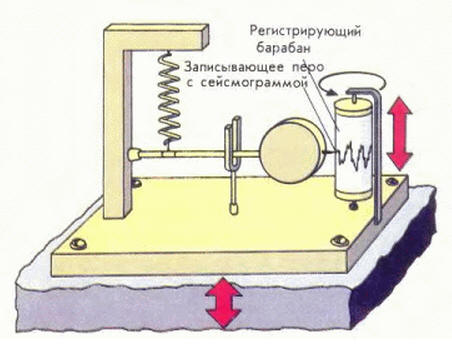 Регистрирующий
барабан
Записывающее перо
с сейсмограммой